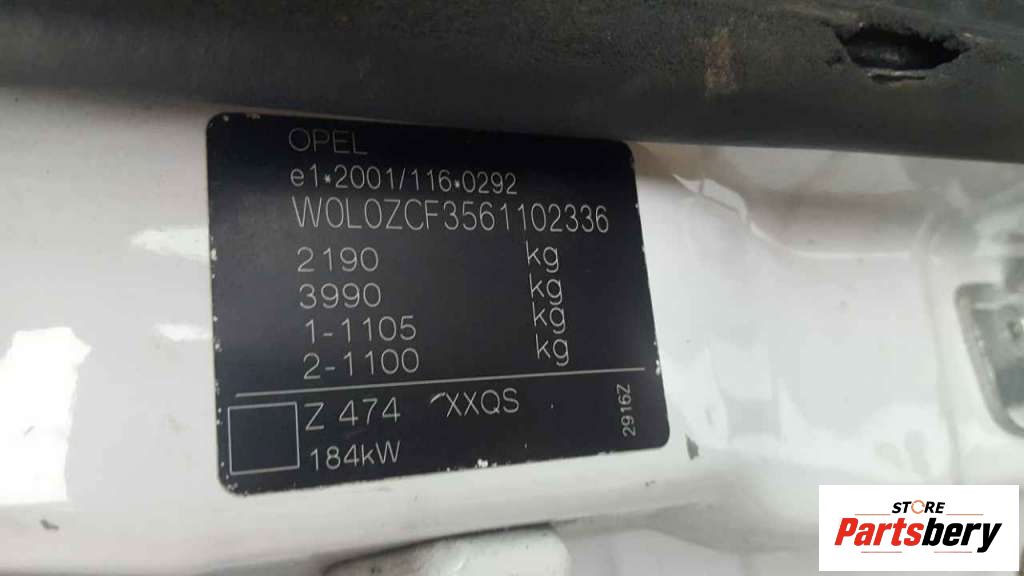 OPEL
e1*2001/116*0292
W0L0ZCF3561102336
2190 kg
3990 kg
1-1105 kg
2-1100 kg
Z 474 XXQS
184kW
2916Z
STORE
Partsbery